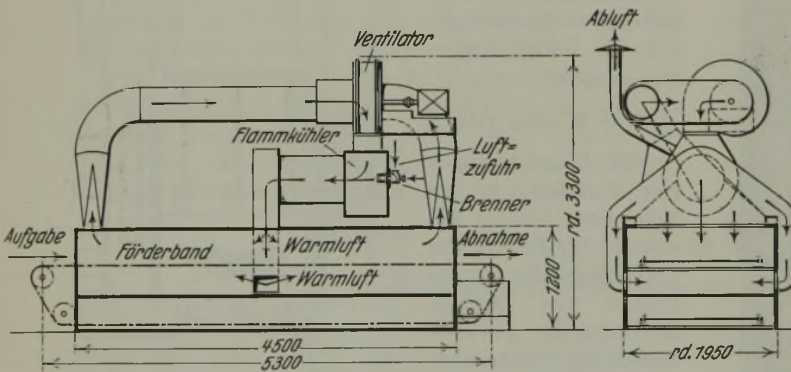 Ventilator
Flammkühler
Luft=
zufuhr
Brenner
Aufgabe
Förderband
Warmluft
Warmluft
Abnahme
rd. 3300
1200
4500
5300
Abluft
rd. 1950